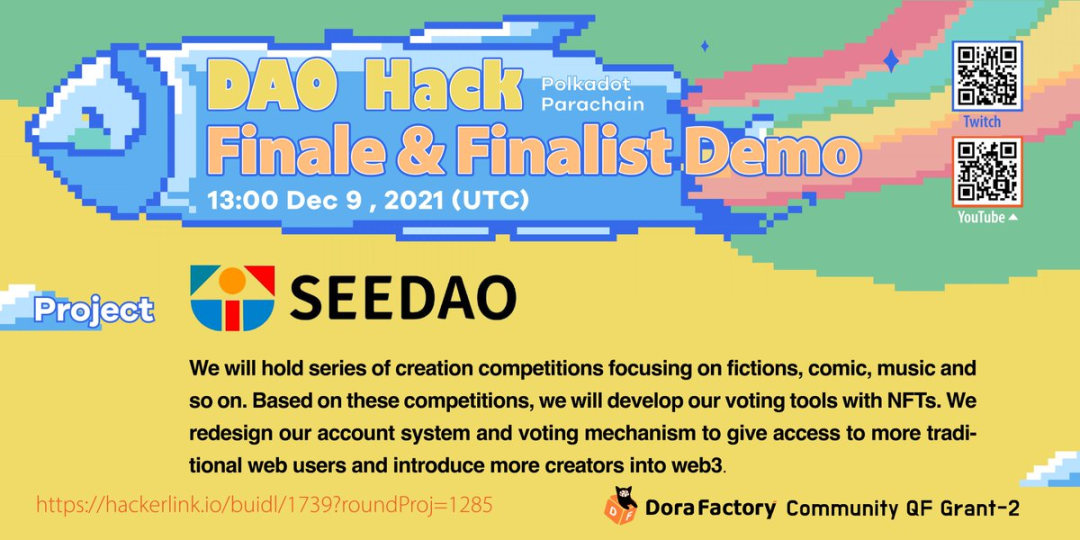 DAO Hack
Polkadot
Parachain
Finale & Finalist Demo
13:00 Dec 9 , 2021 (UTC)
Twitch
YouTube
Project
SEEDAO
We will hold series of creation competitions focusing on fictions, comic, music and
so on. Based on these competitions, we will develop our voting tools with NFTs. We
redesign our account system and voting mechanism to give access to more tradi-
tional web users and introduce more creators into web3.
https://hackerlink.io/buidl/1739?roundProj=1285
D F
Dora Factory Community QF Grant-2